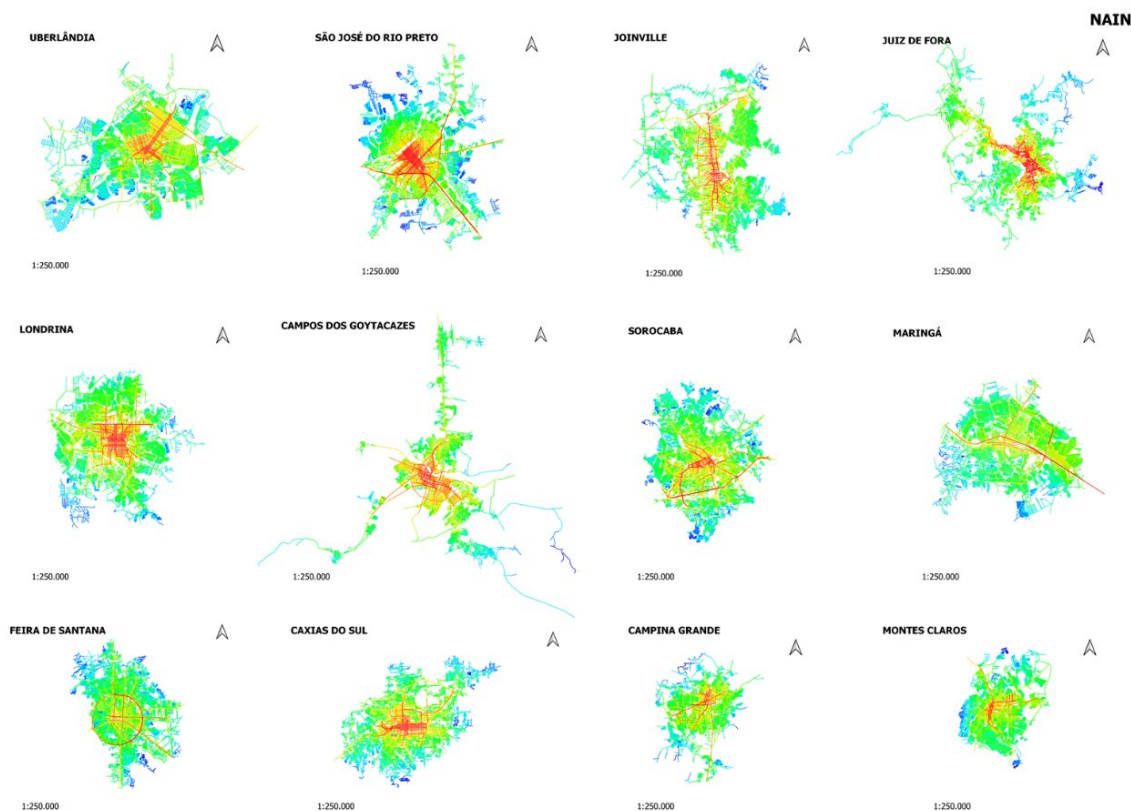 NAIN
UBERLÂNDIA
SÃO JOSÉ DO RIO PRETO
JOINVILLE
JUIZ DE FORA
1:250.000
1:250.000
1:250.000
1:250.000
LONDRINA
CAMPOS DOS GOYTACAZES
SOROCABA
MARINGÁ
1:250.000
1:250.000
1:250.000
1:250.000
FEIRA DE SANTANA
CAXIAS DO SUL
CAMPINA GRANDE
MONTES CLAROS
1:250.000
1:250.000
1:250.000
1:250.000